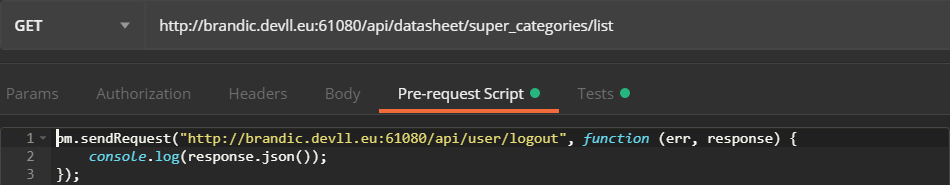 GET http://brandic.devll.eu:61080/api/datasheet/super_categories/list
Params Authorization Headers Body Pre-request Script Tests
1 pm.sendRequest("http://brandic.devll.eu:61080/api/user/logout", function (err, response) {
2 console.log(response.json());
3 });